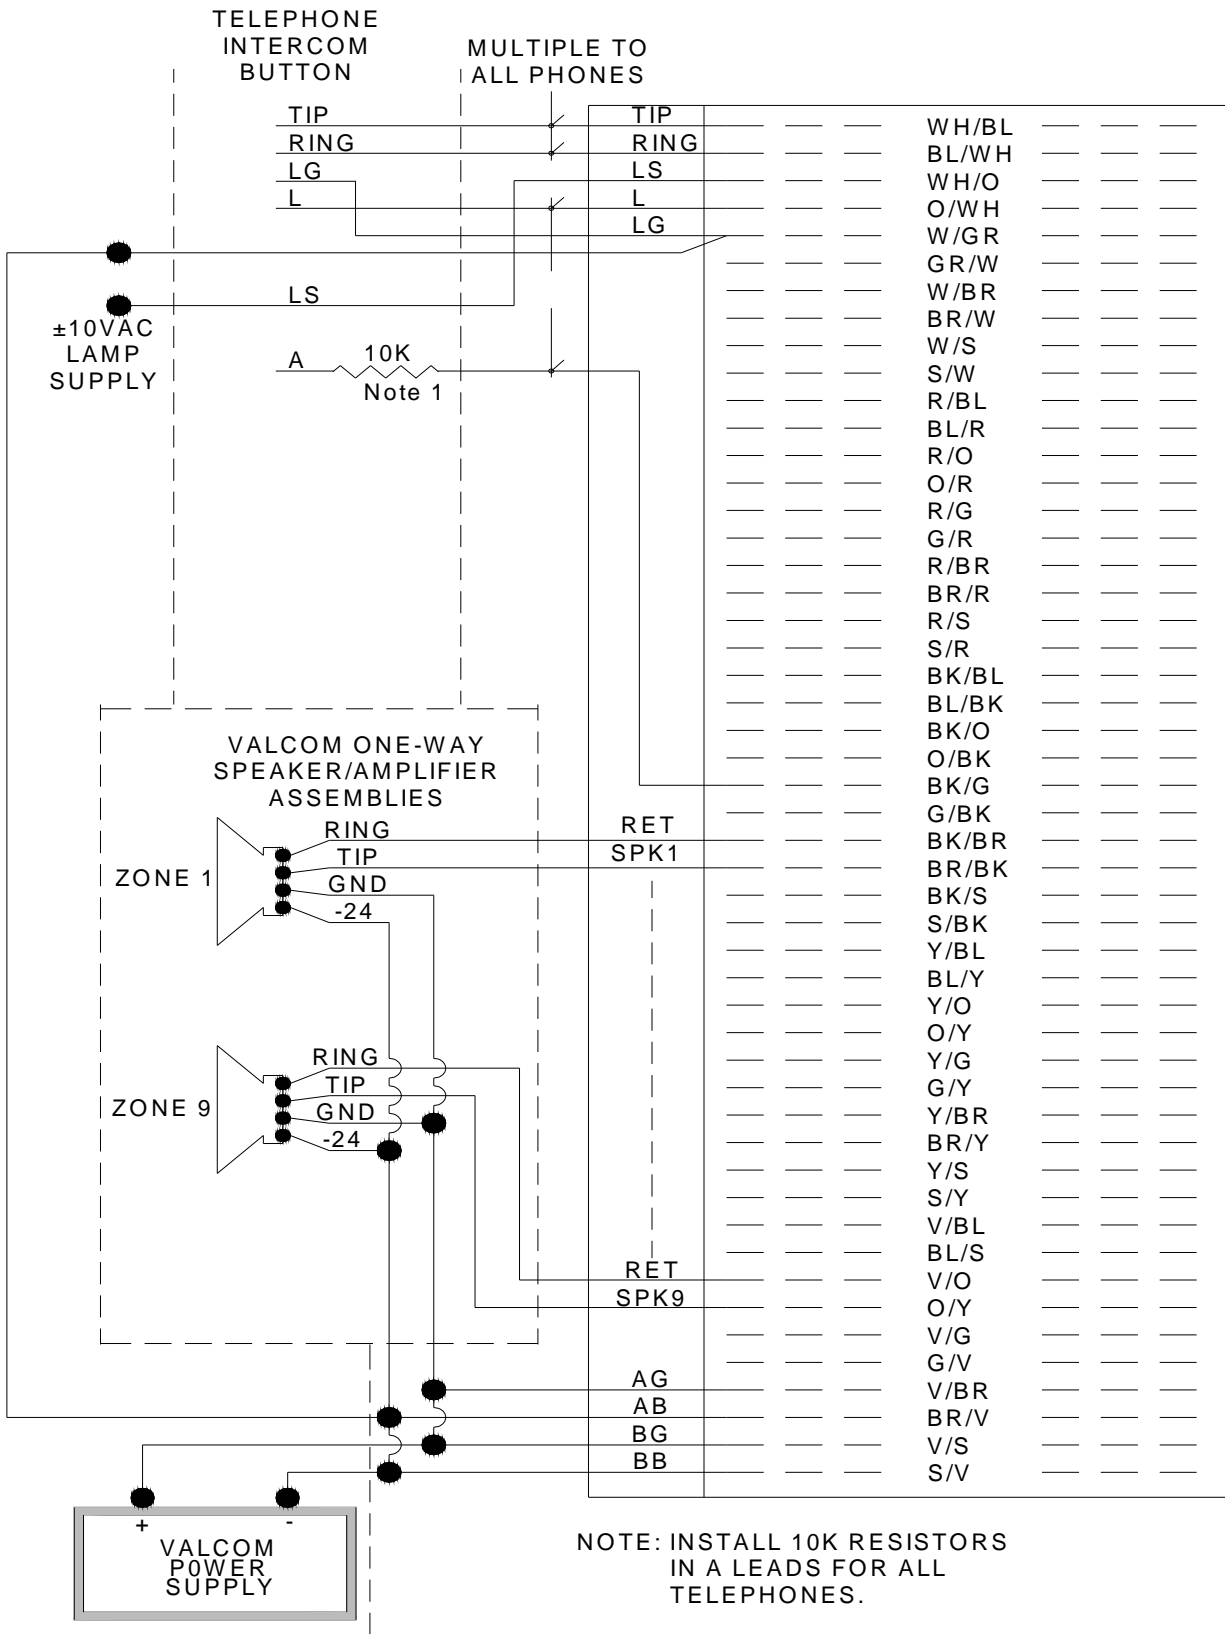 TELEPHONE
INTERCOM
BUTTON
MULTIPLE TO
ALL PHONES
TIP
RING
LG
L
LS
±10VAC
LAMP
SUPPLY
A
10K
Note 1
TIP
RING
LS
L
LG
VALCOM ONE-WAY
SPEAKER/AMPLIFIER
ASSEMBLIES
ZONE 1
RING
TIP
GND
-24
RET
SPK1
ZONE 9
RING
TIP
GND
-24
RET
SPK9
AG
AB
BG
BB
WH/BL
BL/WH
WH/O
O/WH
W/GR
GR/W
W/BR
BR/W
W/S
S/W
R/BL
BL/R
R/O
O/R
R/G
G/R
R/BR
BR/R
R/S
S/R
BK/BL
BL/BK
BK/O
O/BK
BK/G
G/BK
BK/BR
BR/BK
BK/S
S/BK
Y/BL
BL/Y
Y/O
O/Y
Y/G
G/Y
Y/BR
BR/Y
Y/S
S/Y
V/BL
BL/S
V/O
O/Y
V/G
G/V
V/BR
BR/V
V/S
S/V
+
-
VALCOM
P0WER
SUPPLY
NOTE: INSTALL 10K RESISTORS
IN A LEADS FOR ALL
TELEPHONES.